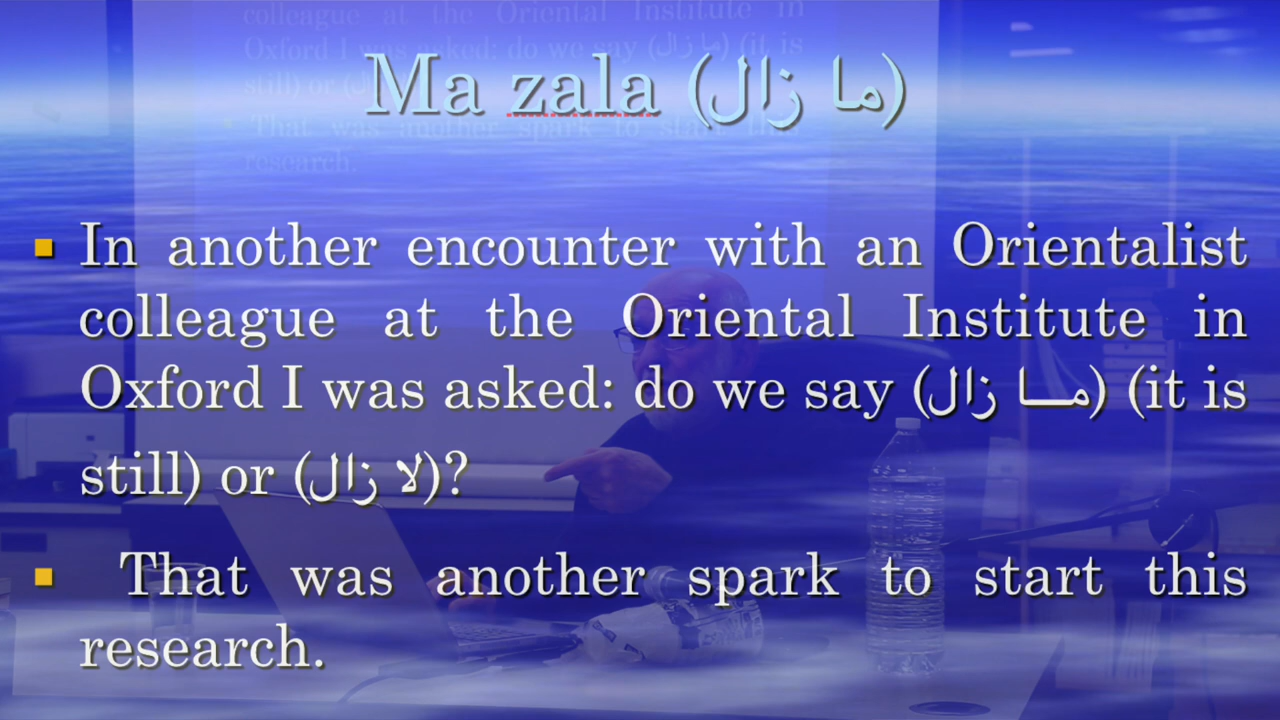 Ma zala (ما زال)
In another encounter with an Orientalist
colleague at the Oriental Institute in
Oxford I was asked: do we say (مـــا زال) (it is
still) or (لا زال)?
That was another spark to start this
research.